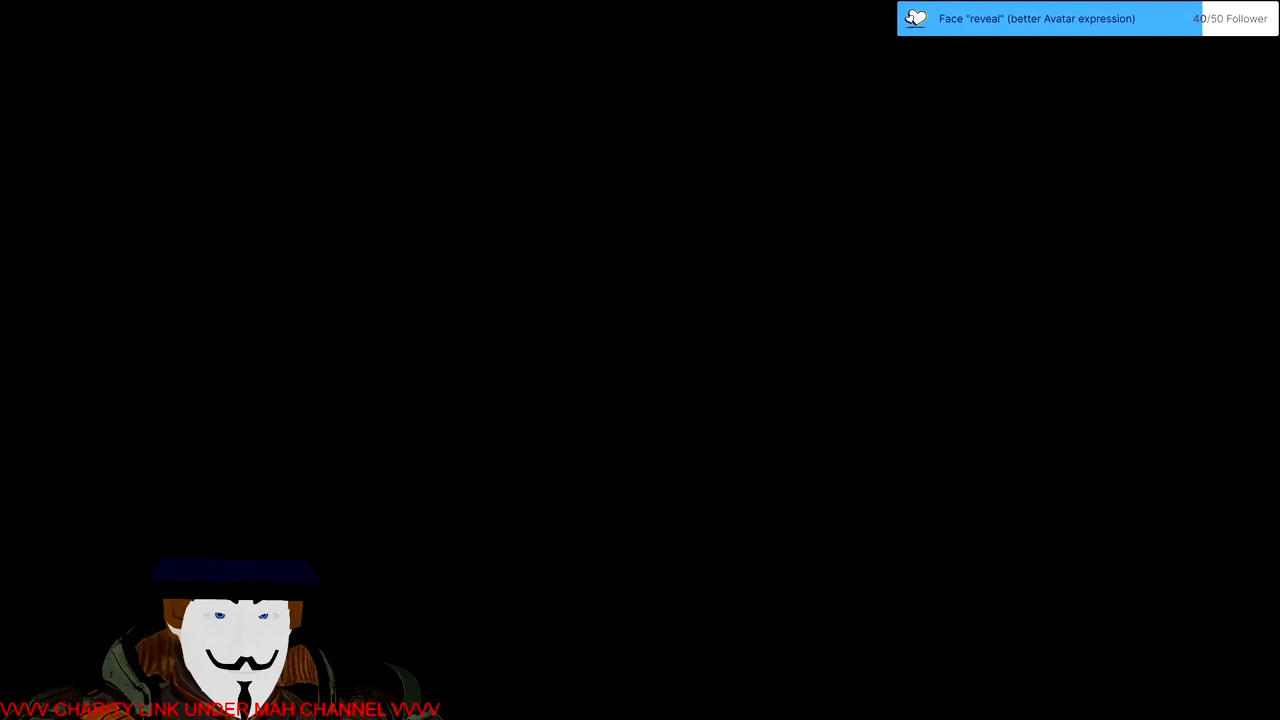 Face "reveal" (better Avatar expression) 40/50 Follower
VVVV CHARITY LINK UNDER MAH CHANNEL VVVV